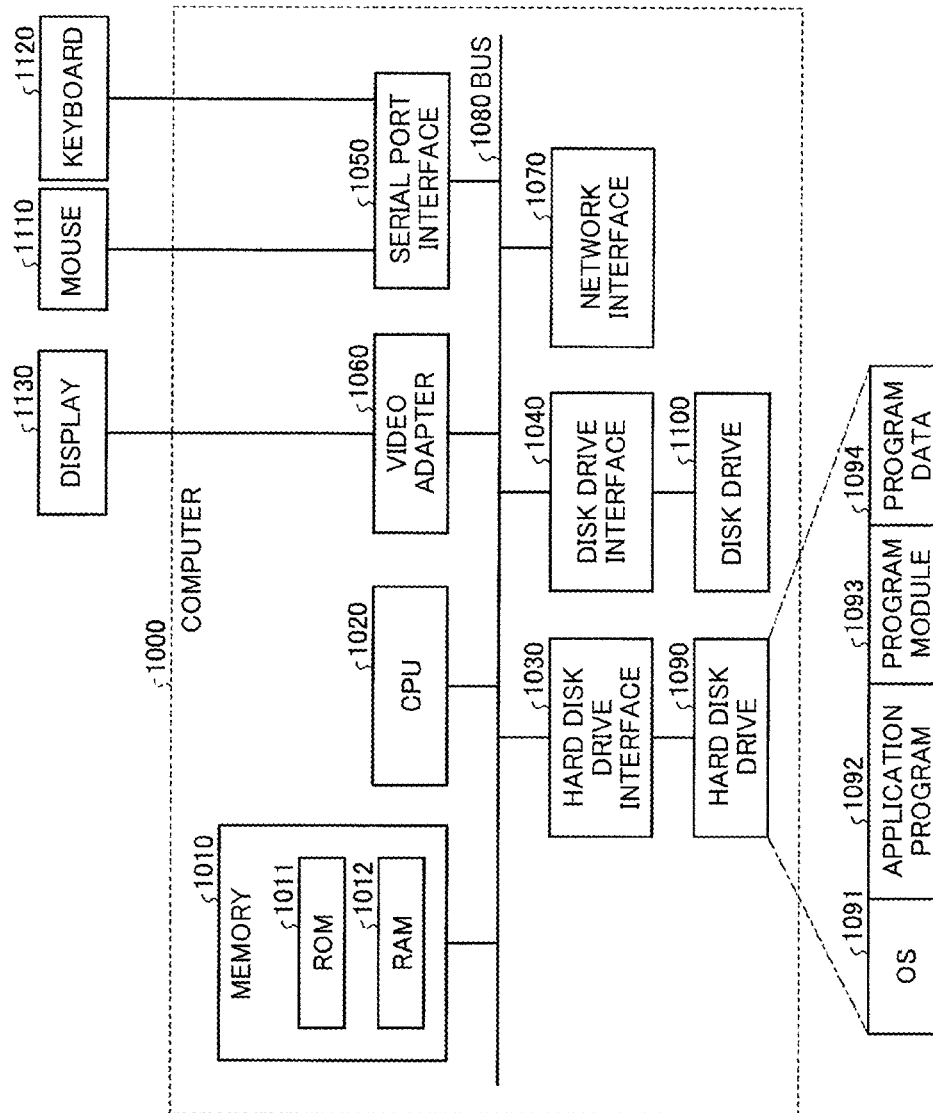 1130
DISPLAY
1110
MOUSE
1120
KEYBOARD
1000
COMPUTER
1010
MEMORY
1011
ROM
1012
RAM
1020
CPU
1060
VIDEO
ADAPTER
1050
SERIAL PORT
INTERFACE
1080 BUS
1030
HARD DISK
DRIVE
INTERFACE
1040
DISK DRIVE
INTERFACE
1070
NETWORK
INTERFACE
1090
HARD DISK
DRIVE
1100
DISK DRIVE
1091
OS
1092
APPLICATION
PROGRAM
1093
PROGRAM
MODULE
1094
PROGRAM
DATA